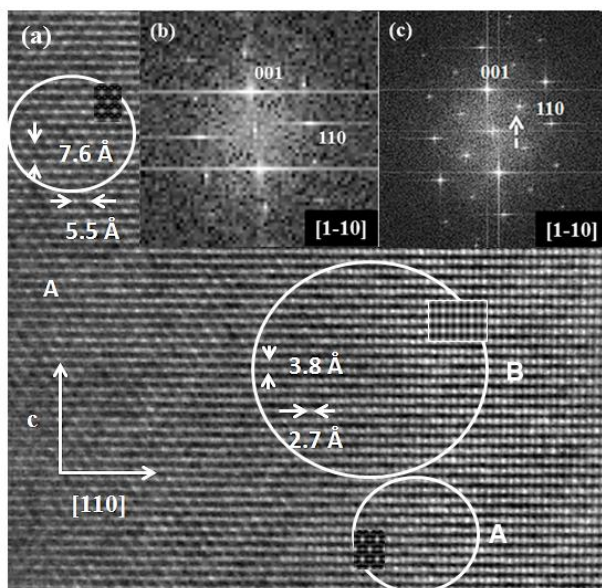 (a)
(b)
(c)
001
001
110
110
7.6 Å
5.5 Å
[1-10]
[1-10]
A
3.8 Å
B
2.7 Å
c
[110]
A